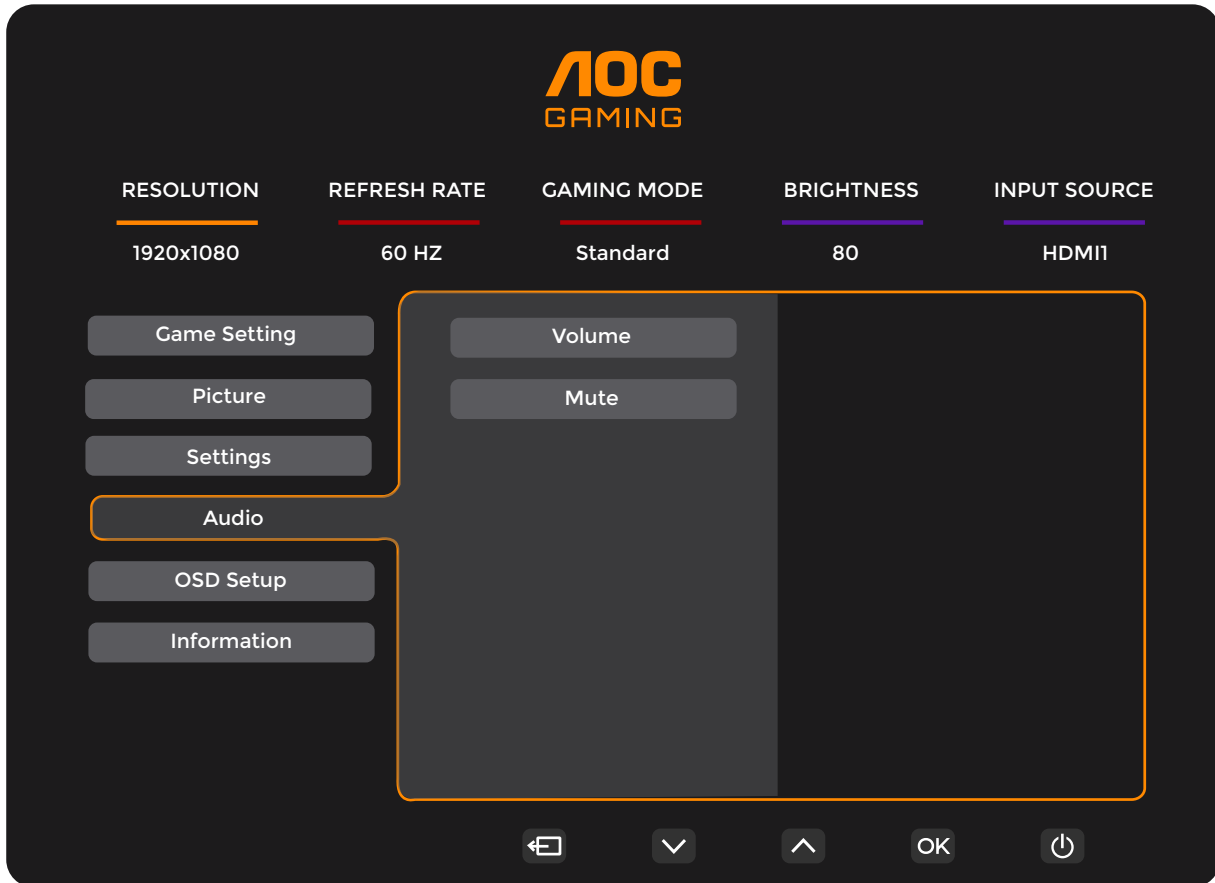 AOC
GAMING
RESOLUTION REFRESH RATE GAMING MODE BRIGHTNESS INPUT SOURCE
1920x1080 60 HZ Standard 80 HDMI1
Game Setting
Picture
Settings
Audio
OSD Setup
Information
Volume
Mute
OK